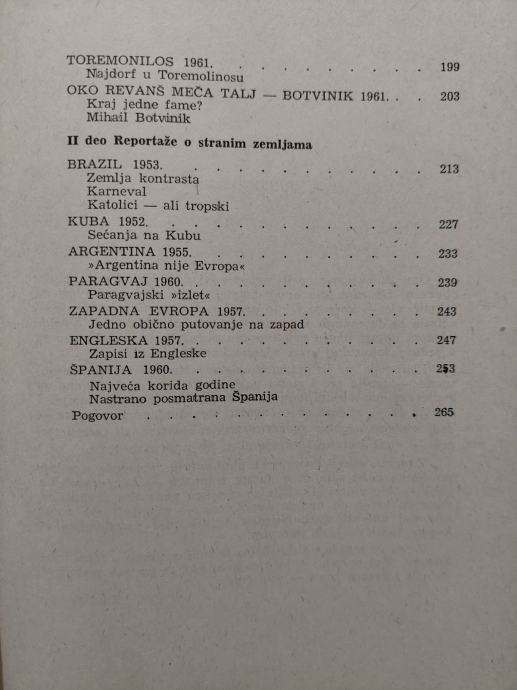 TOREMONILOS 1961. . . . . . . . . 199
Najdorf u Toremolinosu
OKO REVANŠ MEČA TALJ — BOTVINIK 1961. . . 203
Kraj jedne fame?
Mihail Botvinik
II deo Reportaže o stranim zemljama
BRAZIL 1953. . . . . . . . . . . 213
Zemlja kontrasta
Karneval
Katolici — ali tropski
KUBA 1952. . . . . . . . . . . . 227
Sećanja na Kubu
ARGENTINA 1955. . . . . . . . . . 233
»Argentina nije Evropa«
PARAGVAJ 1960. . . . . . . . . . 239
Paragvajski »izlet«
ZAPADNA EVROPA 1957. . . . . . . . 243
Jedno obično putovanje na zapad
ENGLESKA 1957. . . . . . . . . . 247
Zapisi iz Engleske
ŠPANIJA 1960. . . . . . . . . . . 253
Najveća korida godine
Nastrano posmatrana Španija
Pogovor . . . . . . . . . . . . 265